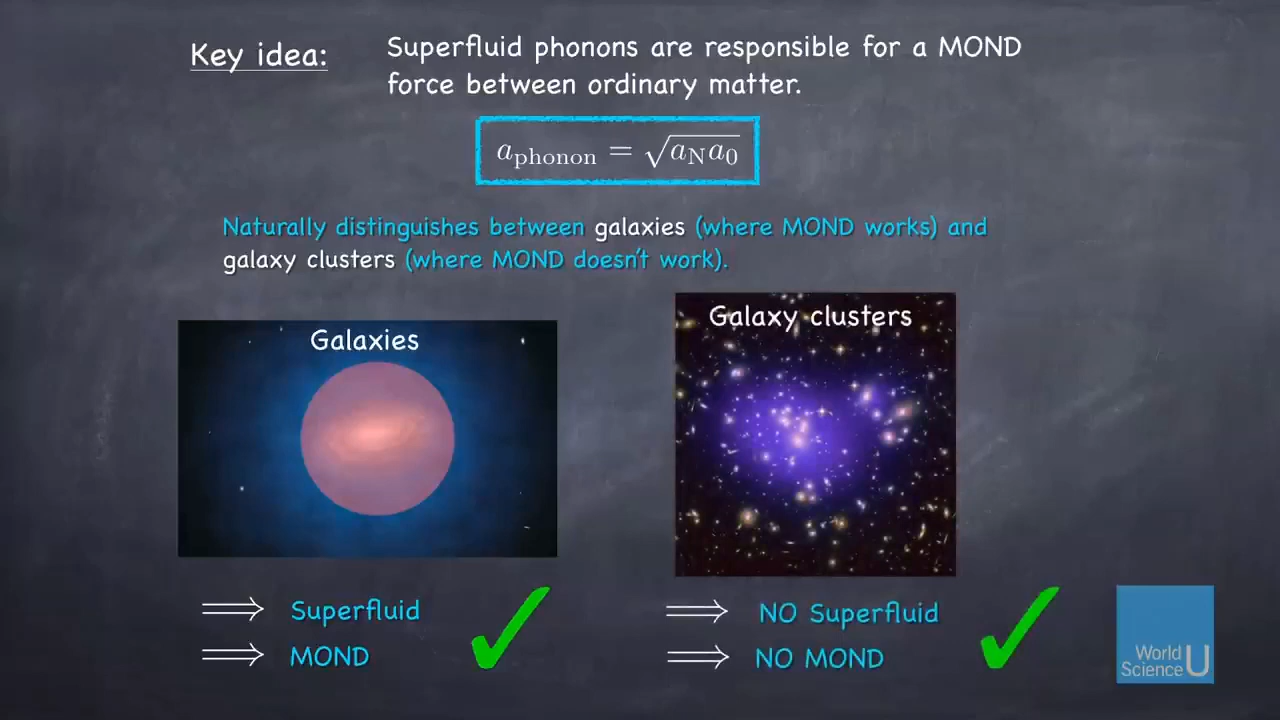 Key idea:
Superfluid phonons are responsible for a MOND
force between ordinary matter.
a_phonon = √(a_N a_0)
Naturally distinguishes between galaxies (where MOND works) and
galaxy clusters (where MOND doesn't work).
Galaxies
⟹ Superfluid
⟹ MOND
Galaxy clusters
⟹ NO Superfluid
⟹ NO MOND
World
Science U